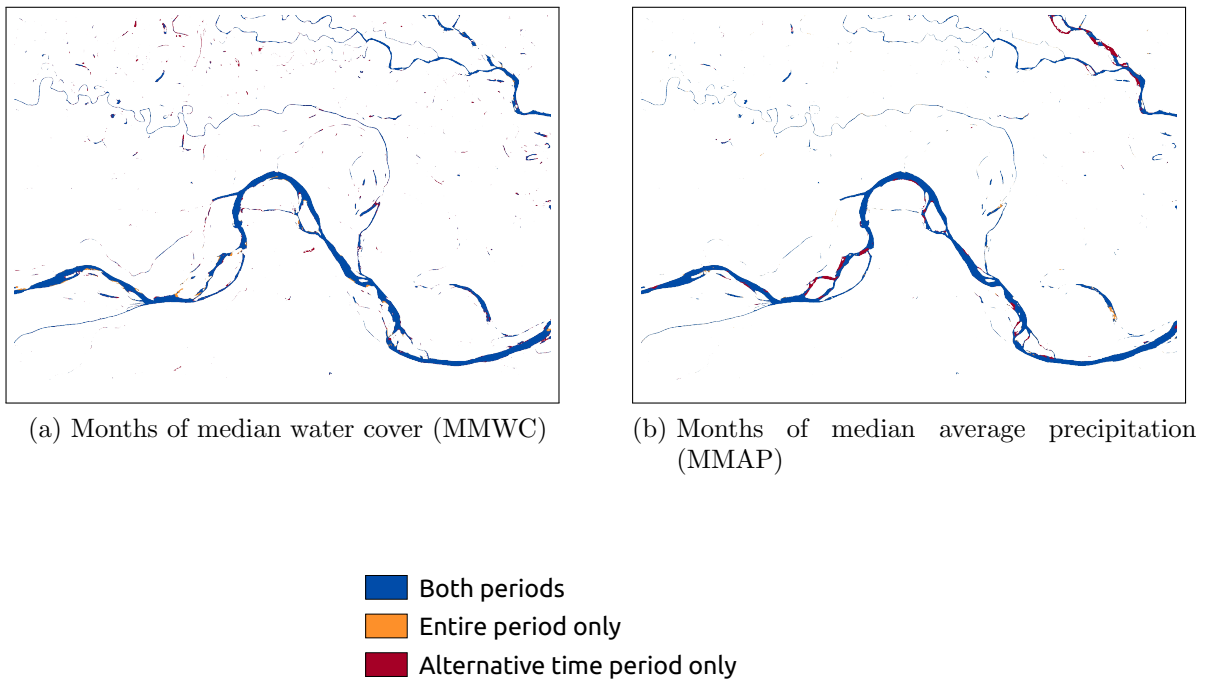 (a) Months of median water cover (MMWC)
(b) Months of median average precipitation
(MMAP)
Both periods
Entire period only
Alternative time period only